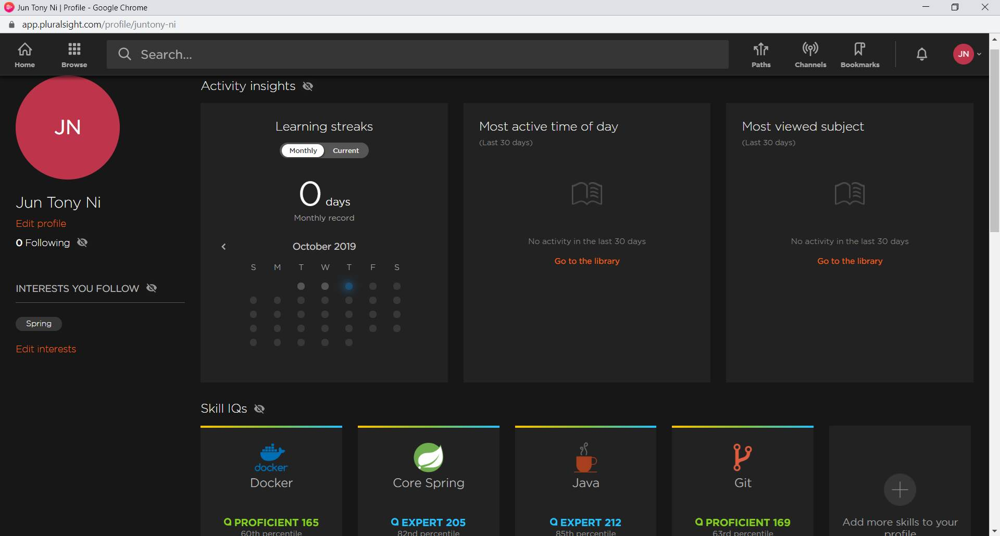 Jun Tony Ni | Profile - Google Chrome
app.pluralsight.com/profile/juntony-ni
Home
Browse
Search...
Paths
Channels
Bookmarks
JN
JN
Jun Tony Ni
Edit profile
0 Following
INTERESTS YOU FOLLOW
Spring
Edit interests
Activity insights
Learning streaks
Monthly Current
0 days
Monthly record
October 2019
S M T W T F S
Most active time of day
(Last 30 days)
No activity in the last 30 days
Go to the library
Most viewed subject
(Last 30 days)
No activity in the last 30 days
Go to the library
Skill IQs
docker
Docker
PROFICIENT 165
60th percentile
Core Spring
EXPERT 205
82nd percentile
Java
EXPERT 212
85th percentile
Git
PROFICIENT 169
63rd percentile
Add more skills to your
profile